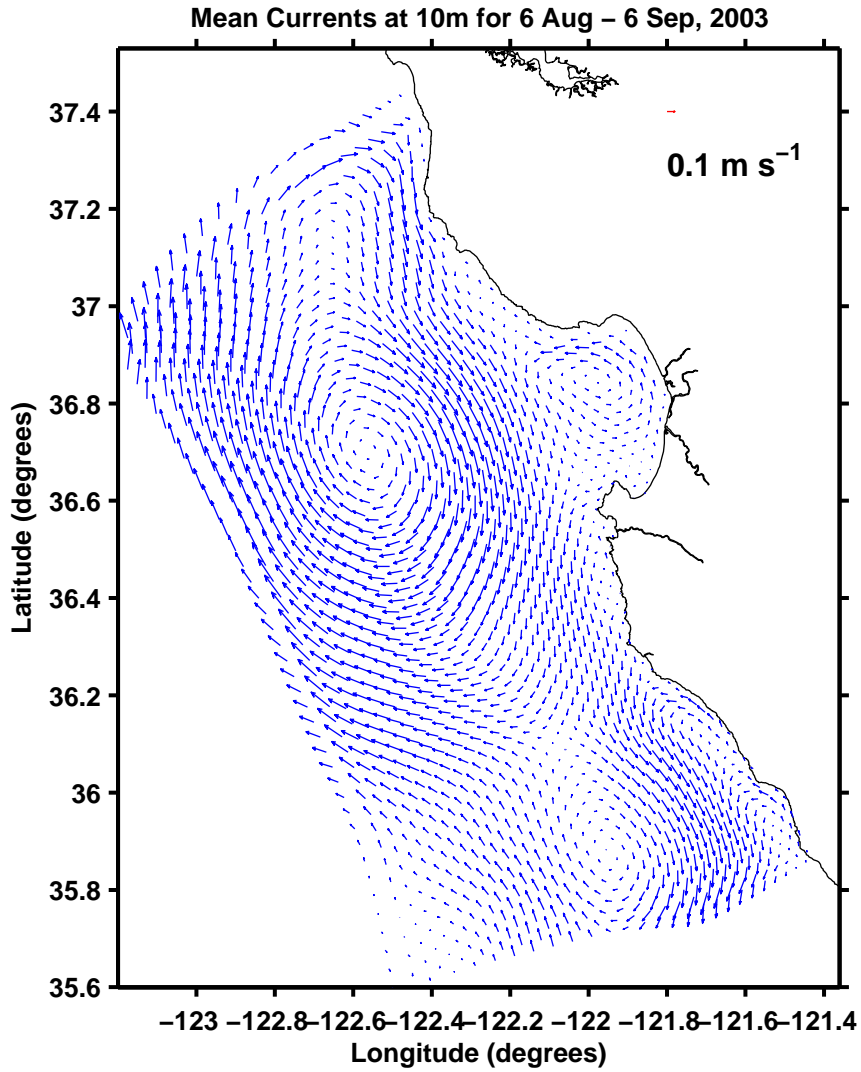 Mean Currents at 10m for 6 Aug – 6 Sep, 2003
37.4
0.1 m s−1
37.2
37
36.8
36.6
36.4
36.2
36
35.8
35.6
Latitude (degrees)
−123 −122.8 −122.6 −122.4 −122.2 −122 −121.8 −121.6 −121.4
Longitude (degrees)